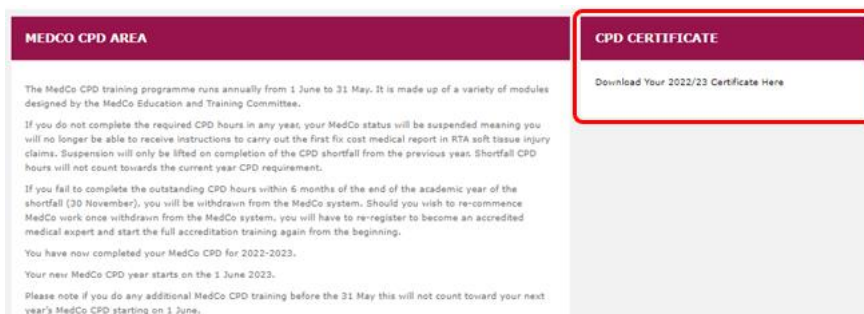 MEDCO CPD AREA
The MedCo CPD training programme runs annually from 1 June to 31 May. It is made up of a variety of modules
designed by the MedCo Education and Training Committee.
If you do not complete the required CPD hours in any year, your MedCo status will be suspended meaning you
will no longer be able to receive instructions to carry out the first fix cost medical report in RTA soft tissue injury
claims. Suspension will only be lifted on completion of the CPD shortfall from the previous year. Shortfall CPD
hours will not count towards the current year CPD requirement.
If you fail to complete the outstanding CPD hours within 6 months of the end of the academic year of the
shortfall (30 November), you will be withdrawn from the MedCo system. Should you wish to re-commence
MedCo work once withdrawn from the MedCo system, you will have to re-register to become an accredited
medical expert and start the full accreditation training again from the beginning.
You have now completed your MedCo CPD for 2022-2023.
Your new MedCo CPD year starts on the 1 June 2023.
Please note if you do any additional MedCo CPD training before the 31 May this will not count toward your next
year's MedCo CPD starting on 1 June.
CPD CERTIFICATE
Download Your 2022/23 Certificate Here